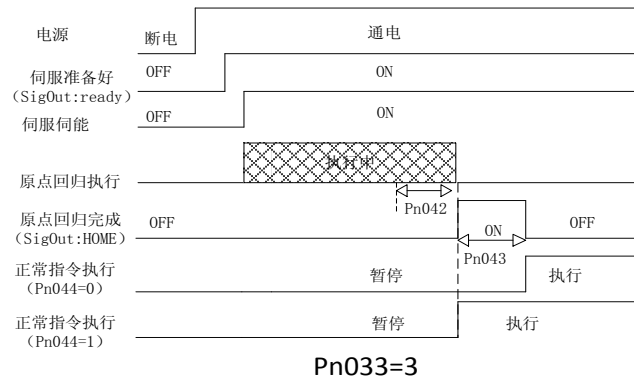 电源 断电 通电
伺服准备好 OFF ON
(SigOut:ready)
伺服伺能 OFF ON
执行中
原点回归执行
Pn042
原点回归完成 OFF ON OFF
(SigOut:HOME)
Pn043
正常指令执行 暂停 执行
(Pn044=0)
正常指令执行 暂停 执行
(Pn044=1)
Pn033=3